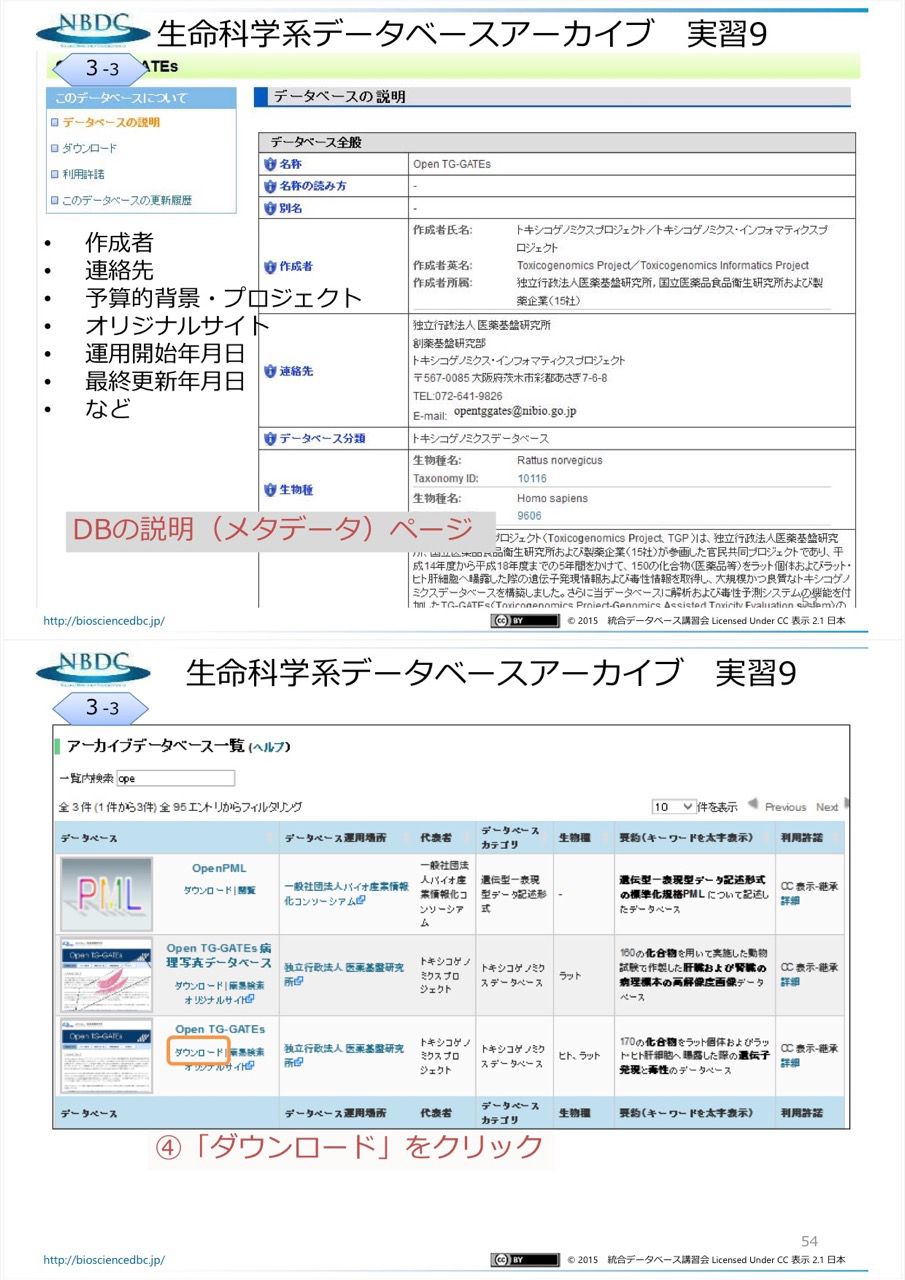 NBDC
生命科学系データベースアーカイブ　実習9
3-3
ATEs
このデータベースについて
データベースの説明
ダウンロード
利用許諾
このデータベースの更新履歴
データベースの説明
データベース全般
名称 Open TG-GATEs
名称の読み方 -
別名 -
作成者
作成者氏名: トキシコゲノミクスプロジェクト／トキシコゲノミクス・インフォマティクスプ
ロジェクト
作成者英名: Toxicogenomics Project／Toxicogenomics Informatics Project
作成者所属: 独立行政法人医薬基盤研究所, 国立医薬品食品衛生研究所および製
薬企業（15社）
連絡先
独立行政法人 医薬基盤研究所
創薬基盤研究部
トキシコゲノミクス・インフォマティクスプロジェクト
〒567-0085 大阪府茨木市彩都あさぎ7-6-8
TEL:072-641-9826
E-mail: opentggates@nibio.go.jp
データベース分類 トキシコゲノミクスデータベース
生物種
生物種名: Rattus norvegicus
Taxonomy ID: 10116
生物種名: Homo sapiens
9606
プロジェクト（Toxicogenomics Project, TGP）は、独立行政法人医薬基盤研究
所、国立医薬品食品衛生研究所および製薬企業（15社）が参画した官民共同プロジェクトであり、平
成14年度から平成18年度までの5年間をかけて、150の化合物（医薬品等）をラット個体およびラット・
ヒト肝細胞へ曝露した際の遺伝子発現情報および毒性情報を取得し、大規模かつ良質なトキシコゲノ
ミクスデータベースを構築しました。さらに当データベースに解析および毒性予測システムの機能を付
加したTG-GATEs（Toxicogenomics Project-Genomics Assisted Toxicity Evaluation system）の
• 作成者
• 連絡先
• 予算的背景・プロジェクト
• オリジナルサイト
• 運用開始年月日
• 最終更新年月日
• など
DBの説明（メタデータ）ページ
53
http://biosciencedbc.jp/
(cc) BY
© 2015　統合データベース講習会 Licensed Under CC 表示 2.1 日本
NBDC
生命科学系データベースアーカイブ　実習9
3-3
アーカイブデータベース一覧 (ヘルプ)
一覧内検索 ope
全 3 件 (1 件から3件) 全 95 エントリからフィルタリング
10 件を表示 Previous Next
データベース データベース運用場所 代表者 データベースカテゴリ 生物種 要約(キーワードを太字表示) 利用許諾
PML
OpenPML
ダウンロード | 閲覧
一般社団法人バイオ産業情報
化コンソーシアム
一般社団法
人バイオ産
業情報化コ
ンソーシア
ム
遺伝型ー表現
型データ記述形
式
-
遺伝型ー表現型データ記述形式
の標準化規格PML について記述し
たデータベース
CC 表示-継承
詳細
Open TG-GATEs
Open TG-GATEs 病
理写真データベース
ダウンロード | 簡易検索
オリジナルサイト
独立行政法人 医薬基盤研究
所
トキシコゲノ
ミクスプロ
ジェクト
トキシコゲノミク
スデータベース
ラット
160の化合物を用いて実施した動物
試験で作製した肝臓および腎臓の
病理標本の高解像度画像データ
ベース
CC 表示-継承
詳細
Open TG-GATEs
Open TG-GATEs
ダウンロード | 簡易検索
オリジナルサイト
独立行政法人 医薬基盤研究
所
トキシコゲノ
ミクスプロ
ジェクト
トキシコゲノミク
スデータベース
ヒト、ラット
170の化合物をラット個体およびラッ
ト・ヒト肝細胞へ曝露した際の遺伝子
発現と毒性のデータベース
CC 表示-継承
詳細
データベース データベース運用場所 代表者 データベースカテゴリ 生物種 要約(キーワードを太字表示) 利用許諾
④「ダウンロード」をクリック
54
http://biosciencedbc.jp/
(cc) BY
© 2015　統合データベース講習会 Licensed Under CC 表示 2.1 日本